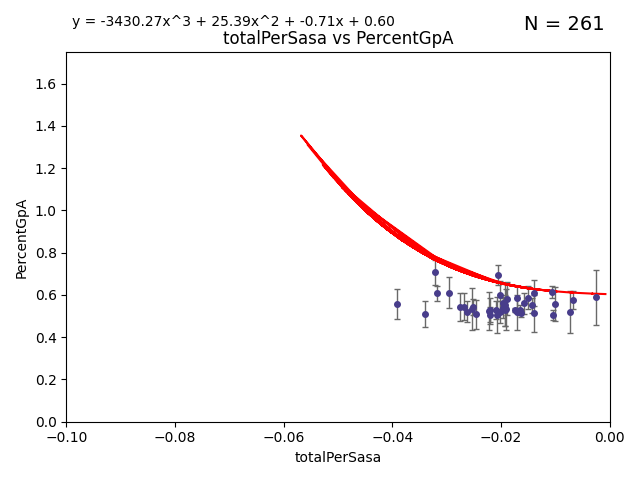 y = -3430.27x^3 + 25.39x^2 + -0.71x + 0.60
N = 261
totalPerSasa vs PercentGpA
1.6
1.4
1.2
1.0
0.8
0.6
0.4
0.2
0.0
PercentGpA
−0.10 −0.08 −0.06 −0.04 −0.02 0.00
totalPerSasa